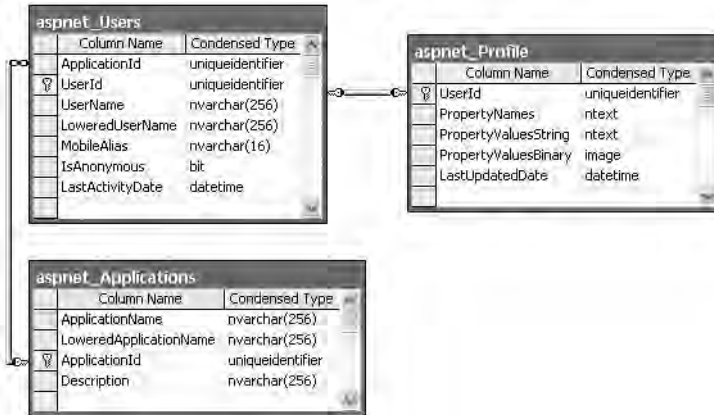 aspnet_Users
Column Name Condensed Type
ApplicationId uniqueidentifier
UserId uniqueidentifier
UserName nvarchar(256)
LoweredUserName nvarchar(256)
MobileAlias nvarchar(16)
IsAnonymous bit
LastActivityDate datetime
aspnet_Profile
Column Name Condensed Type
UserId uniqueidentifier
PropertyNames ntext
PropertyValuesString ntext
PropertyValuesBinary image
LastUpdatedDate datetime
aspnet_Applications
Column Name Condensed Type
ApplicationName nvarchar(256)
LoweredApplicationName nvarchar(256)
ApplicationId uniqueidentifier
Description nvarchar(256)